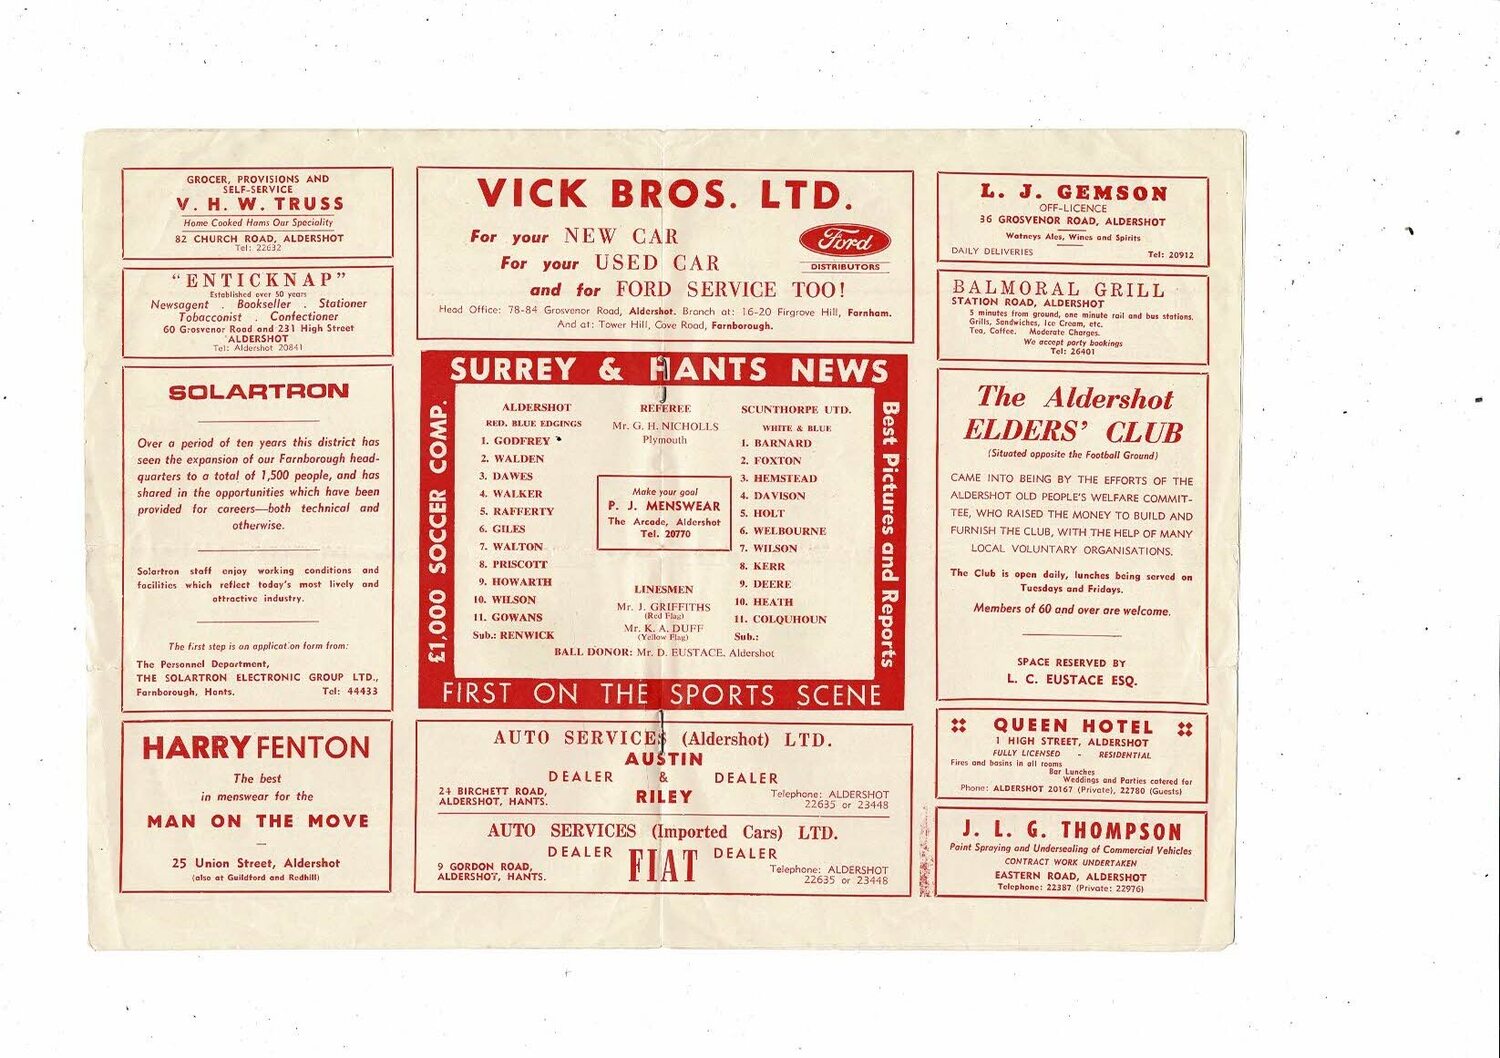 GROCER, PROVISIONS AND
SELF-SERVICE
V. H. W. TRUSS
Home Cooked Hams Our Speciality
82 CHURCH ROAD, ALDERSHOT
Tel: 22632
"ENTICKNAP"
Established over 50 years
Newsagent . Bookseller . Stationer
Tobacconist . Confectioner
60 Grosvenor Road and 231 High Street
ALDERSHOT
Tel: Aldershot 20841
SOLARTRON
Over a period of ten years this district has
seen the expansion of our Farnborough head-
quarters to a total of 1,500 people, and has
shared in the opportunities which have been
provided for careers—both technical and
otherwise.
Solartron staff enjoy working conditions and
facilities which reflect today's most lively and
attractive industry.
The first step is an application form from:
The Personnel Department,
THE SOLARTRON ELECTRONIC GROUP LTD.,
Farnborough, Hants. Tel: 44433
HARRY FENTON
The best
in menswear for the
MAN ON THE MOVE
25 Union Street, Aldershot
(also at Guildford and Redhill)
VICK BROS. LTD.
For your NEW CAR
For your USED CAR
and for FORD SERVICE TOO!
Ford
DISTRIBUTORS
Head Office: 78-84 Grosvenor Road, Aldershot. Branch at: 16-20 Firgrove Hill, Farnham.
And at: Tower Hill, Cove Road, Farnborough.
SURREY & HANTS NEWS
£1,000 SOCCER COMP.
ALDERSHOT
RED, BLUE EDGINGS
1. GODFREY
2. WALDEN
3. DAWES
4. WALKER
5. RAFFERTY
6. GILES
7. WALTON
8. PRISCOTT
9. HOWARTH
10. WILSON
11. GOWANS
Sub.: RENWICK
REFEREE
Mr. G. H. NICHOLLS
Plymouth
Make your goal
P. J. MENSWEAR
The Arcade, Aldershot
Tel. 20770
LINESMEN
Mr. J. GRIFFITHS
(Red Flag)
Mr. K. A. DUFF
(Yellow Flag)
SCUNTHORPE UTD.
WHITE & BLUE
1. BARNARD
2. FOXTON
3. HEMSTEAD
4. DAVISON
5. HOLT
6. WELBOURNE
7. WILSON
8. KERR
9. DEERE
10. HEATH
11. COLQUHOUN
Sub.:
BALL DONOR: Mr. D. EUSTACE, Aldershot
Best Pictures and Reports
FIRST ON THE SPORTS SCENE
AUTO SERVICES (Aldershot) LTD.
AUSTIN
DEALER & DEALER
RILEY
24 BIRCHETT ROAD,
ALDERSHOT, HANTS.
Telephone: ALDERSHOT
22635 or 23448
AUTO SERVICES (Imported Cars) LTD.
DEALER FIAT DEALER
9 GORDON ROAD,
ALDERSHOT, HANTS.
Telephone: ALDERSHOT
22635 or 23448
L. J. GEMSON
OFF-LICENCE
36 GROSVENOR ROAD, ALDERSHOT
Watneys Ales, Wines and Spirits
DAILY DELIVERIES Tel: 20912
BALMORAL GRILL
STATION ROAD, ALDERSHOT
5 minutes from ground, one minute rail and bus stations.
Grills, Sandwiches, Ice Cream, etc.
Tea, Coffee. Moderate Charges.
We accept party bookings
Tel: 26401
The Aldershot
ELDERS' CLUB
(Situated opposite the Football Ground)
CAME INTO BEING BY THE EFFORTS OF THE
ALDERSHOT OLD PEOPLE'S WELFARE COMMIT-
TEE, WHO RAISED THE MONEY TO BUILD AND
FURNISH THE CLUB, WITH THE HELP OF MANY
LOCAL VOLUNTARY ORGANISATIONS.
The Club is open daily, lunches being served on
Tuesdays and Fridays.
Members of 60 and over are welcome.
SPACE RESERVED BY
L. C. EUSTACE ESQ.
QUEEN HOTEL
1 HIGH STREET, ALDERSHOT
FULLY LICENSED - RESIDENTIAL
Fires and basins in all rooms
Bar Lunches
Weddings and Parties catered for
Phone: ALDERSHOT 20167 (Private), 22780 (Guests)
J. L. G. THOMPSON
Paint Spraying and Undersealing of Commercial Vehicles
CONTRACT WORK UNDERTAKEN
EASTERN ROAD, ALDERSHOT
Telephone: 22387 (Private: 22976)